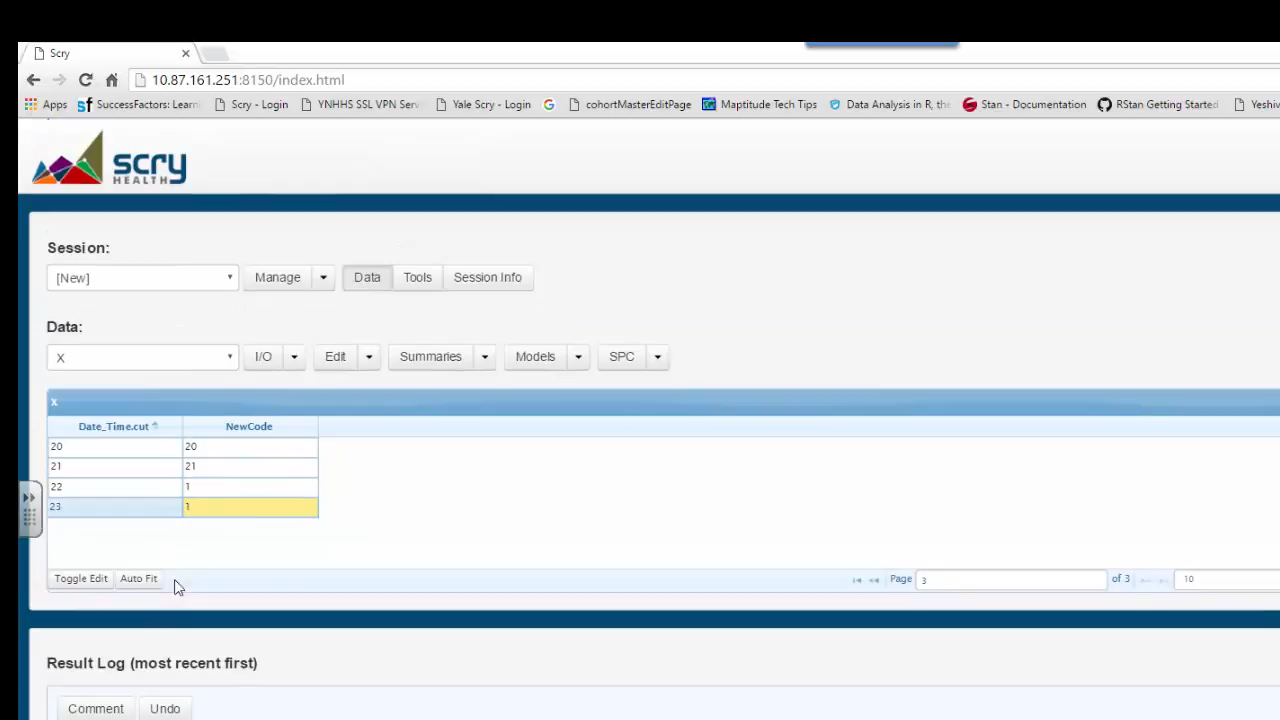 Scry
10.87.161.251:8150/index.html
Apps SuccessFactors: Learn Scry - Login YNHHS SSL VPN Serv Yale Scry - Login cohortMasterEditPage Maptitude Tech Tips Data Analysis in R, the Stan - Documentation RStan Getting Started Yeshiv
scry
HEALTH
Session:
[New] Manage Data Tools Session Info
Data:
X I/O Edit Summaries Models SPC
X
Date_Time.cut NewCode
20 20
21 21
22 1
23 1
Toggle Edit Auto Fit Page 3 of 3 10
Result Log (most recent first)
Comment Undo